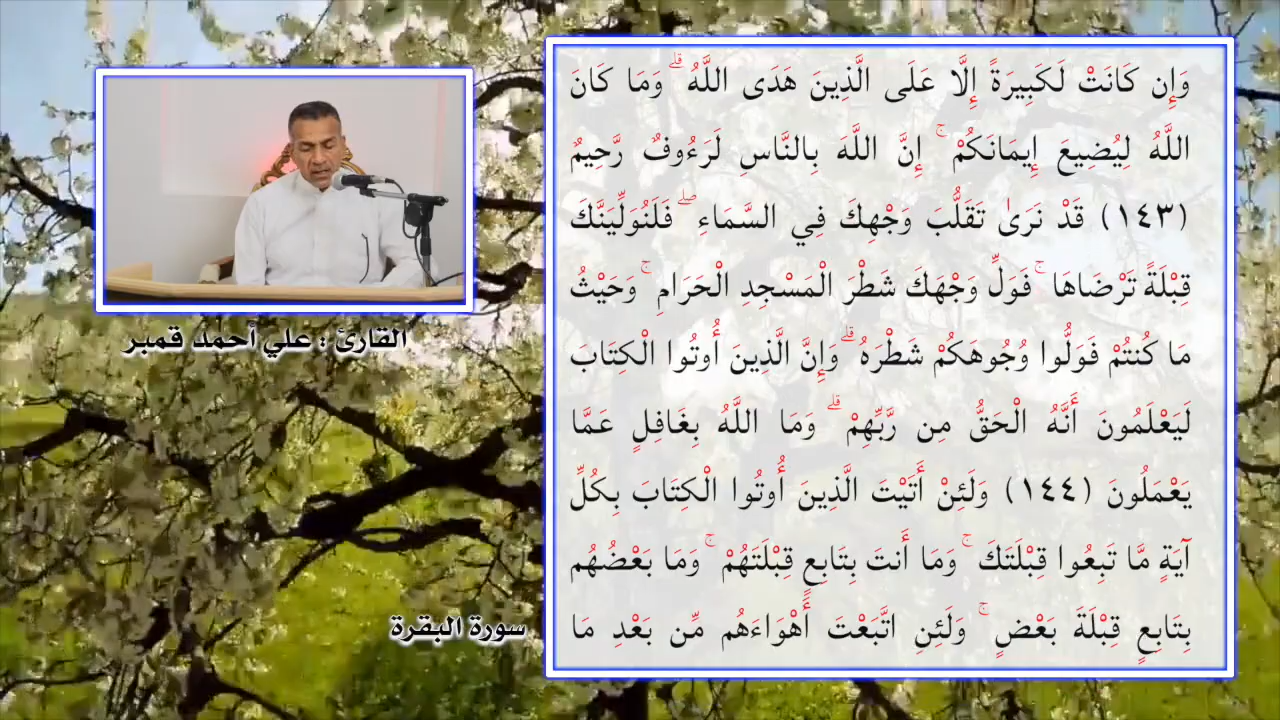 وَإِن كَانَتْ لَكَبِيرَةً إِلَّا عَلَى الَّذِينَ هَدَى اللَّهُ ۗ وَمَا كَانَ
اللَّهُ لِيُضِيعَ إِيمَانَكُمْ ۚ إِنَّ اللَّهَ بِالنَّاسِ لَرَءُوفٌ رَّحِيمٌ
(١٤٣) قَدْ نَرَىٰ تَقَلُّبَ وَجْهِكَ فِي السَّمَاءِ ۖ فَلَنُوَلِّيَنَّكَ
قِبْلَةً تَرْضَاهَا ۚ فَوَلِّ وَجْهَكَ شَطْرَ الْمَسْجِدِ الْحَرَامِ ۚ وَحَيْثُ
مَا كُنتُمْ فَوَلُّوا وُجُوهَكُمْ شَطْرَهُ ۗ وَإِنَّ الَّذِينَ أُوتُوا الْكِتَابَ
لَيَعْلَمُونَ أَنَّهُ الْحَقُّ مِن رَّبِّهِمْ ۗ وَمَا اللَّهُ بِغَافِلٍ عَمَّا
يَعْمَلُونَ (١٤٤) وَلَئِنْ أَتَيْتَ الَّذِينَ أُوتُوا الْكِتَابَ بِكُلِّ
آيَةٍ مَّا تَبِعُوا قِبْلَتَكَ ۚ وَمَا أَنتَ بِتَابِعٍ قِبْلَتَهُمْ ۚ وَمَا بَعْضُهُم
بِتَابِعٍ قِبْلَةَ بَعْضٍ ۚ وَلَئِنِ اتَّبَعْتَ أَهْوَاءَهُم مِّن بَعْدِ مَا
القارئ : علي أحمد قمبر
سورة البقرة